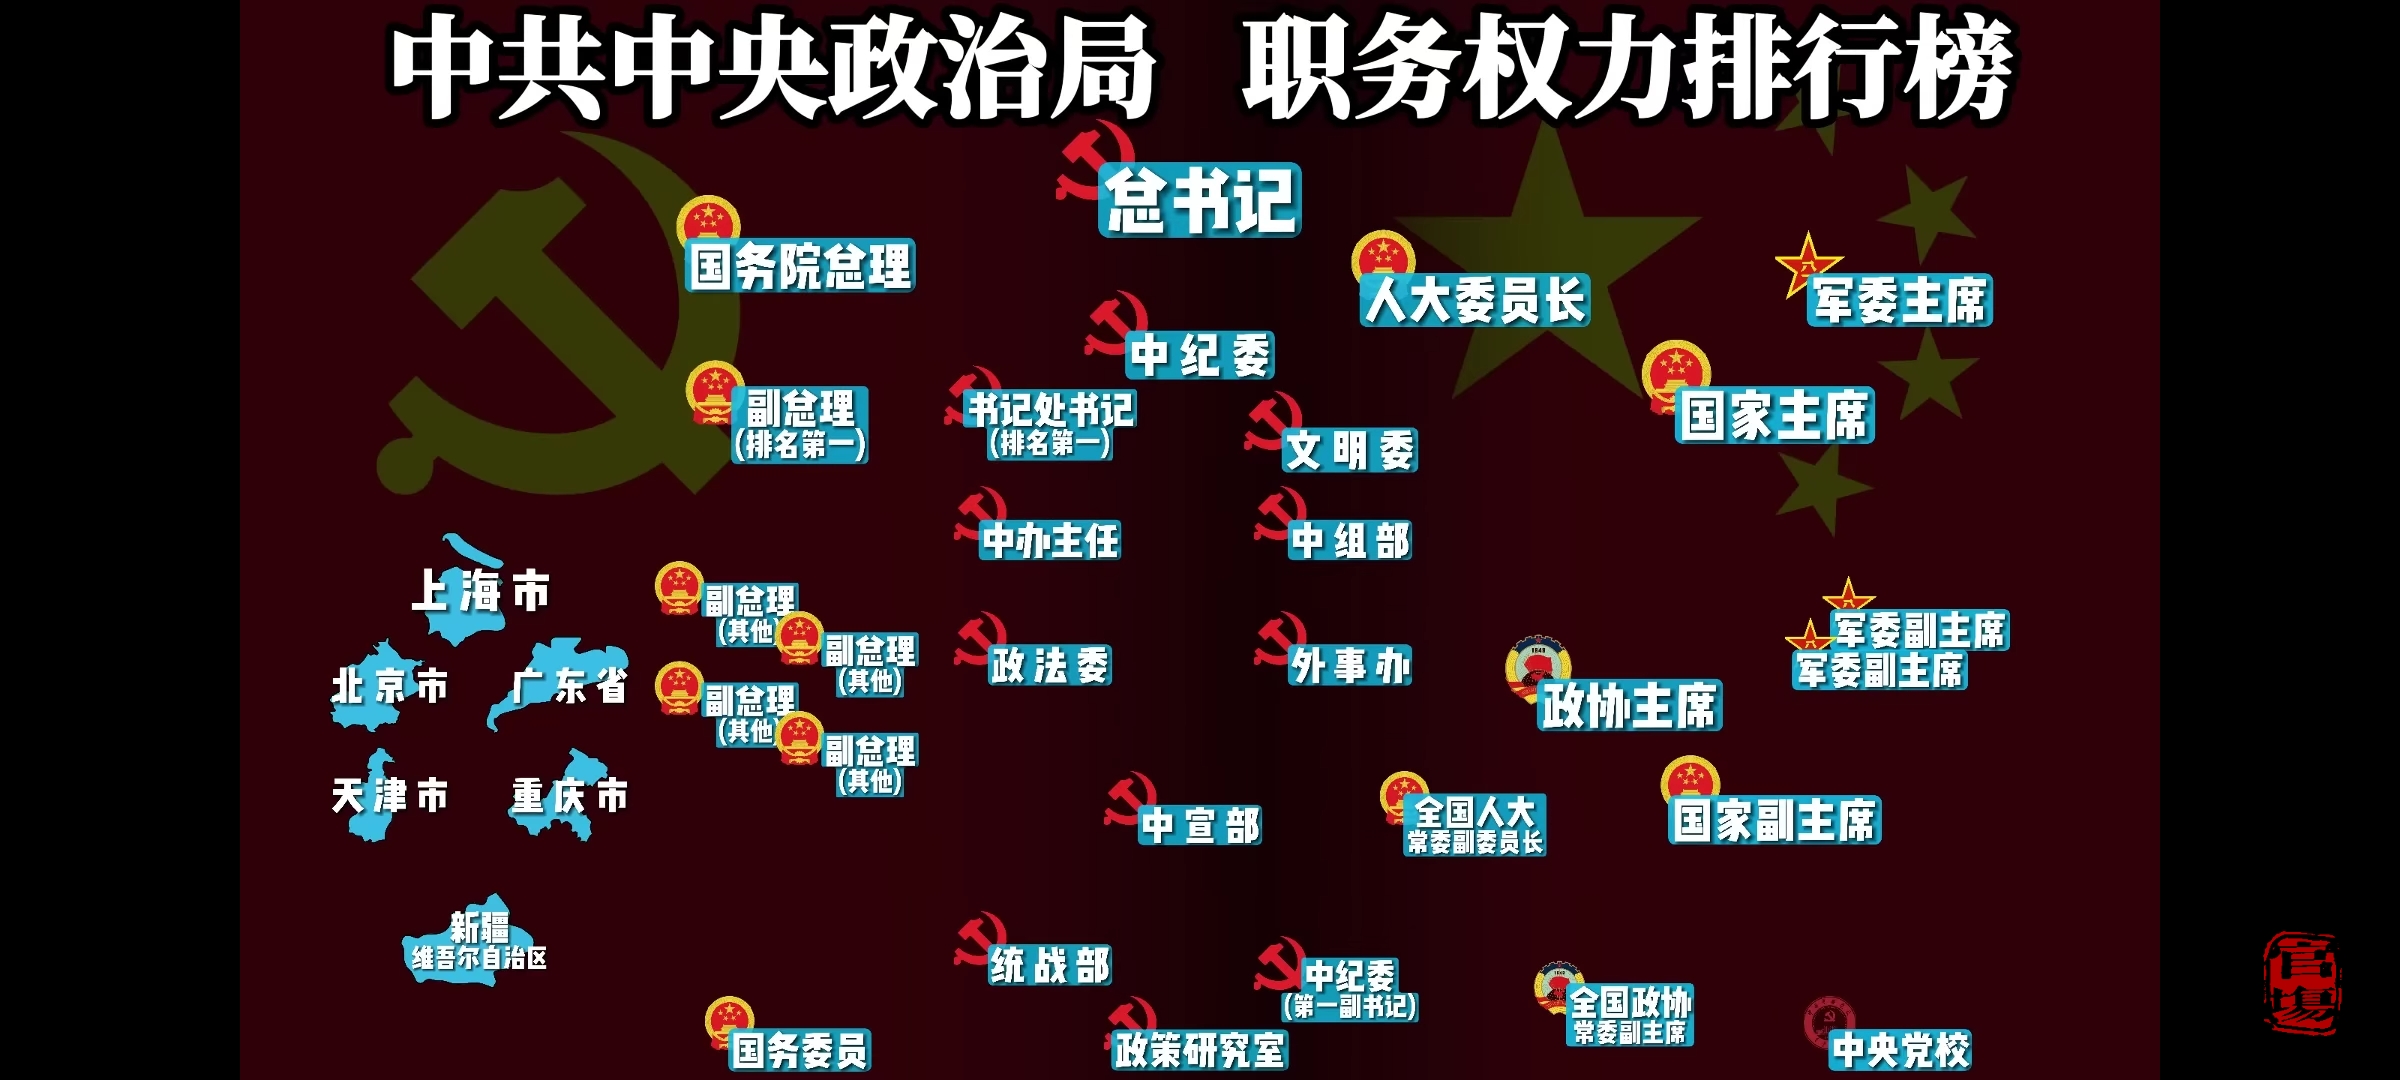 中共中央政治局 职务权力排行榜
总书记
国务院总理
人大委员长
军委主席
中纪委
国家主席
副总理
(排名第一)
书记处书记
(排名第一)
文明委
中办主任
中组部
上海市
副总理
(其他)
副总理
(其他)
军委副主席
军委副主席
北京市
广东省
政法委
外事办
副总理
(其他)
副总理
(其他)
政协主席
天津市
重庆市
中宣部
全国人大
常委副委员长
国家副主席
新疆
维吾尔自治区
统战部
中纪委
(第一副书记)
全国政协
常委副主席
国务委员
政策研究室
中央党校